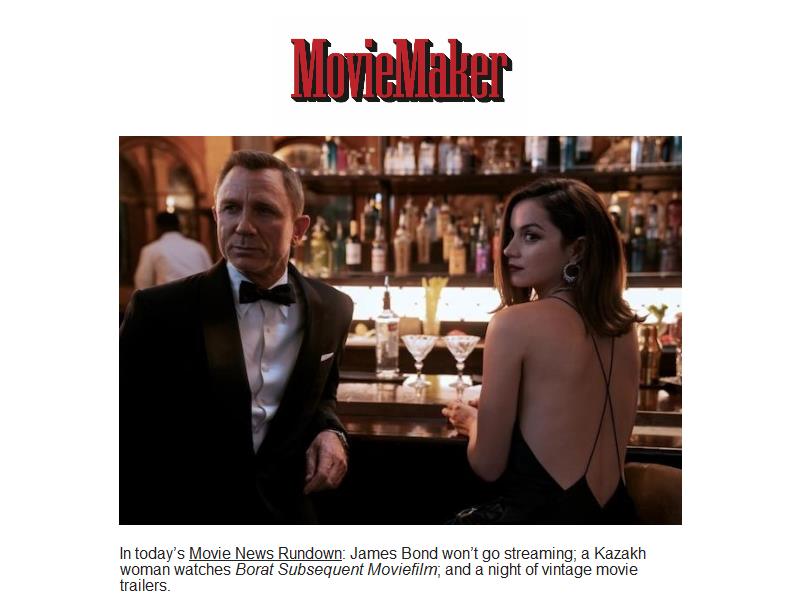 MovieMaker
In today’s Movie News Rundown: James Bond won’t go streaming; a Kazakh
woman watches Borat Subsequent Moviefilm; and a night of vintage movie
trailers.